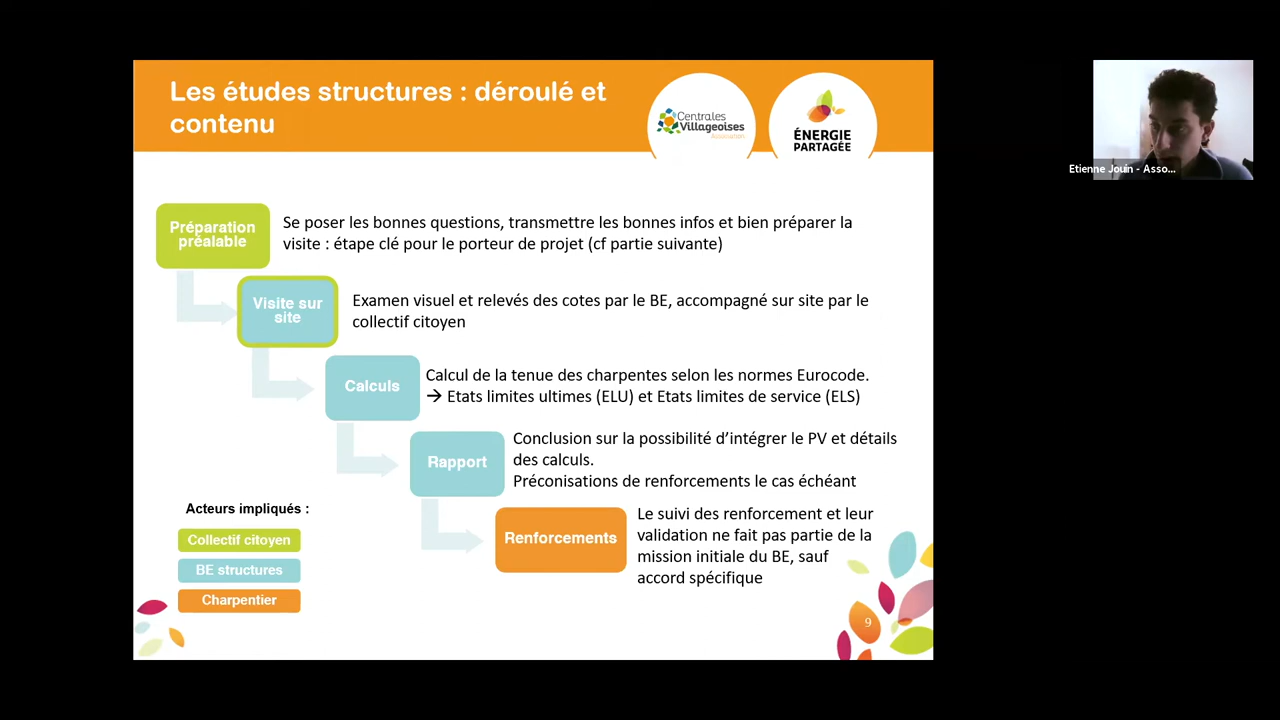 Les études structures : déroulé et
contenu
Centrales
Villageoises
Association
ÉNERGIE
PARTAGÉE
Etienne Jouin - Asso...
Préparation
préalable
Se poser les bonnes questions, transmettre les bonnes infos et bien préparer la
visite : étape clé pour le porteur de projet (cf partie suivante)
Visite sur
site
Examen visuel et relevés des cotes par le BE, accompagné sur site par le
collectif citoyen
Calculs
Calcul de la tenue des charpentes selon les normes Eurocode.
→ Etats limites ultimes (ELU) et Etats limites de service (ELS)
Rapport
Conclusion sur la possibilité d'intégrer le PV et détails
des calculs.
Préconisations de renforcements le cas échéant
Renforcements
Le suivi des renforcement et leur
validation ne fait pas partie de la
mission initiale du BE, sauf
accord spécifique
Acteurs impliqués :
Collectif citoyen
BE structures
Charpentier
9